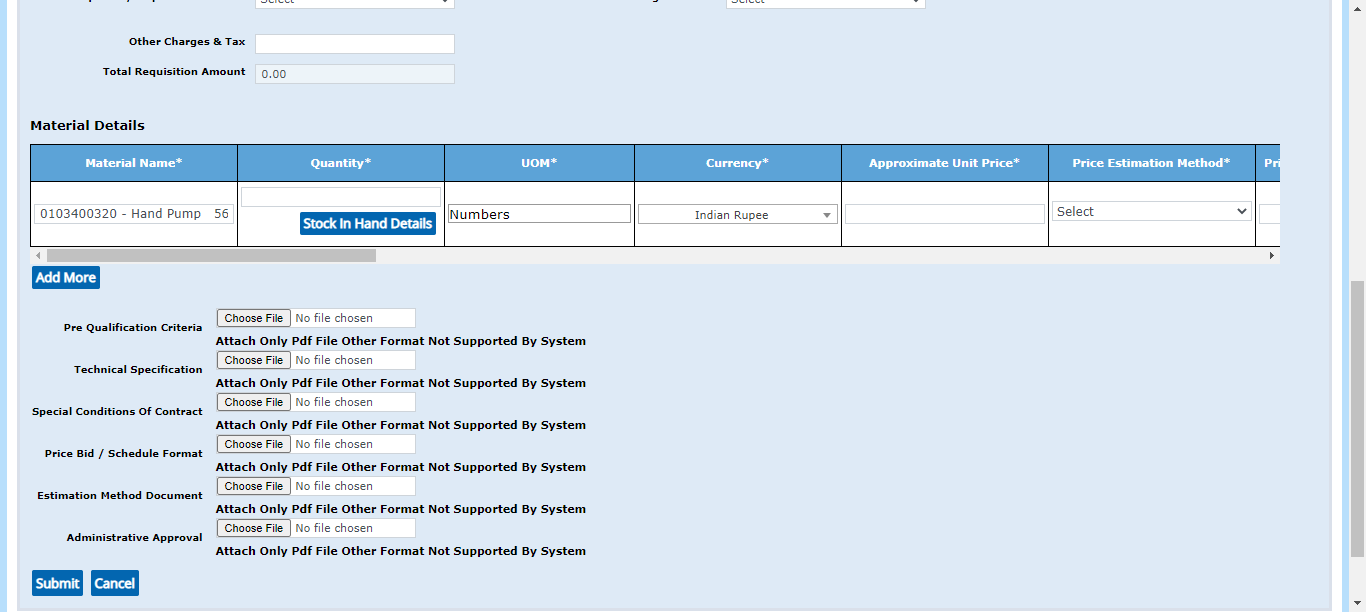 Select Select
Other Charges & Tax
Total Requisition Amount 0.00
Material Details
Material Name* Quantity* UOM* Currency* Approximate Unit Price* Price Estimation Method* Pri
0103400320 - Hand Pump 56 Numbers Indian Rupee Select
Stock In Hand Details
Add More
Pre Qualification Criteria Choose File No file chosen
Attach Only Pdf File Other Format Not Supported By System
Technical Specification Choose File No file chosen
Attach Only Pdf File Other Format Not Supported By System
Special Conditions Of Contract Choose File No file chosen
Attach Only Pdf File Other Format Not Supported By System
Price Bid / Schedule Format Choose File No file chosen
Attach Only Pdf File Other Format Not Supported By System
Estimation Method Document Choose File No file chosen
Attach Only Pdf File Other Format Not Supported By System
Administrative Approval Choose File No file chosen
Attach Only Pdf File Other Format Not Supported By System
Submit Cancel